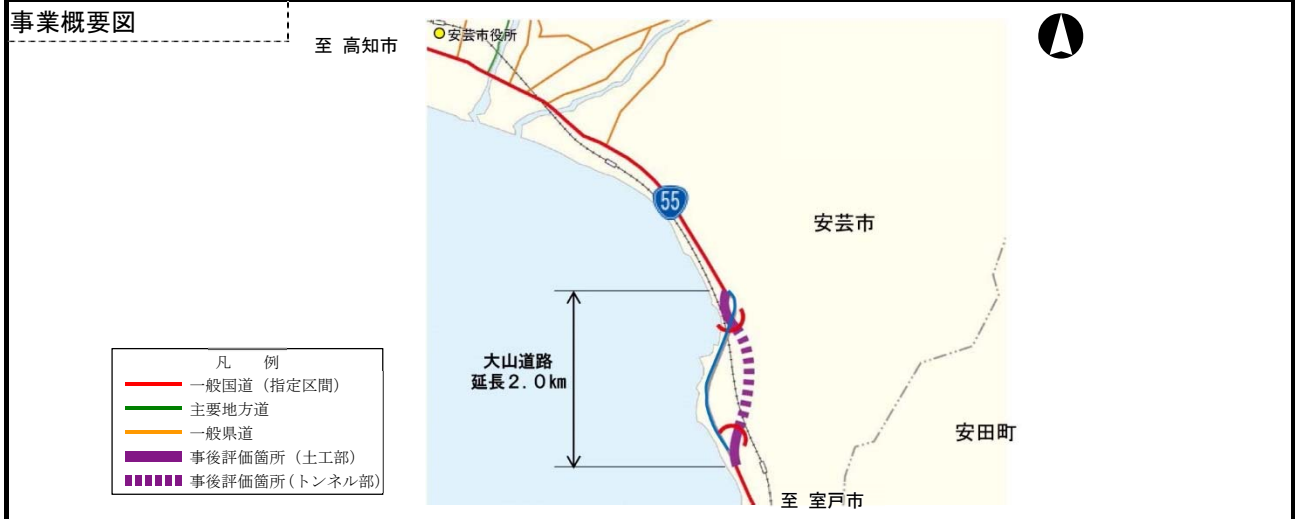 事業概要図
至 高知市
安芸市役所
55
安芸市
大山道路
延長2.0㎞
安田町
至 室戸市
凡 例
一般国道（指定区間）
主要地方道
一般県道
事後評価箇所（土工部）
事後評価箇所（トンネル部）